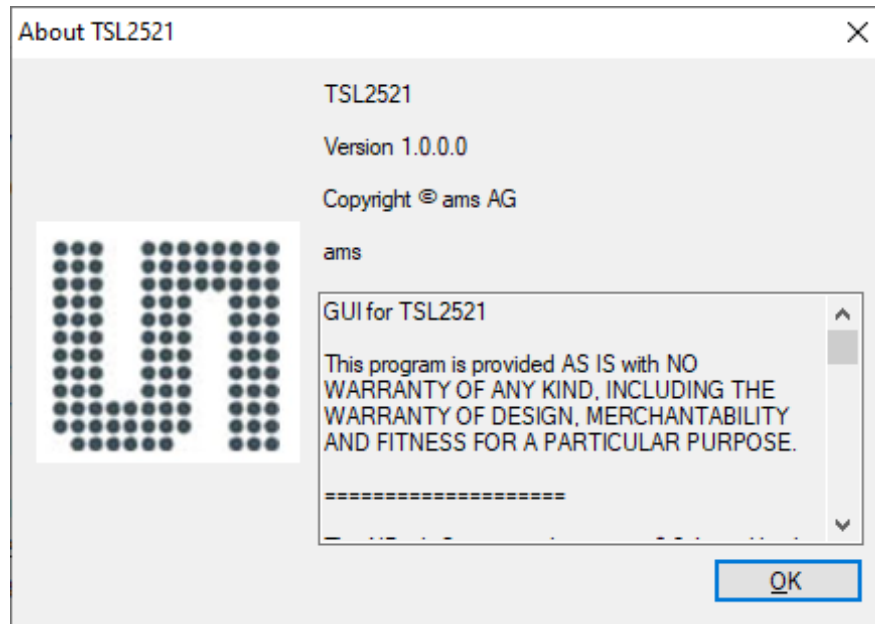 About TSL2521
TSL2521
Version 1.0.0.0
Copyright © ams AG
ams
GUI for TSL2521
This program is provided AS IS with NO
WARRANTY OF ANY KIND, INCLUDING THE
WARRANTY OF DESIGN, MERCHANTABILITY
AND FITNESS FOR A PARTICULAR PURPOSE.
====================
OK